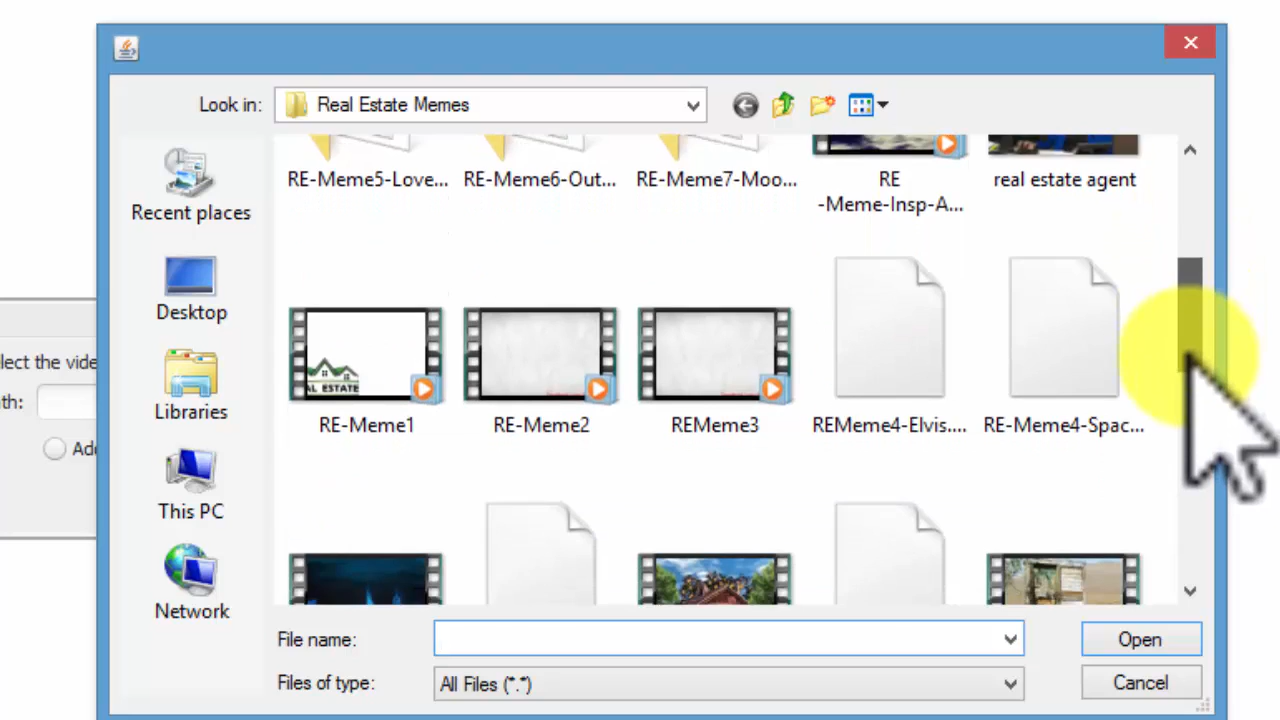 Look in:
Real Estate Memes
Recent places
Desktop
Libraries
This PC
Network
RE-Meme5-Love...
RE-Meme6-Out...
RE-Meme7-Moo...
RE
-Meme-Insp-A...
real estate agent
AL ESTATE
RE-Meme1
RE-Meme2
REMeme3
REMeme4-Elvis....
RE-Meme4-Spac...
lect the vide
th:
Ad
File name:
Open
Files of type:
All Files (*.*)
Cancel